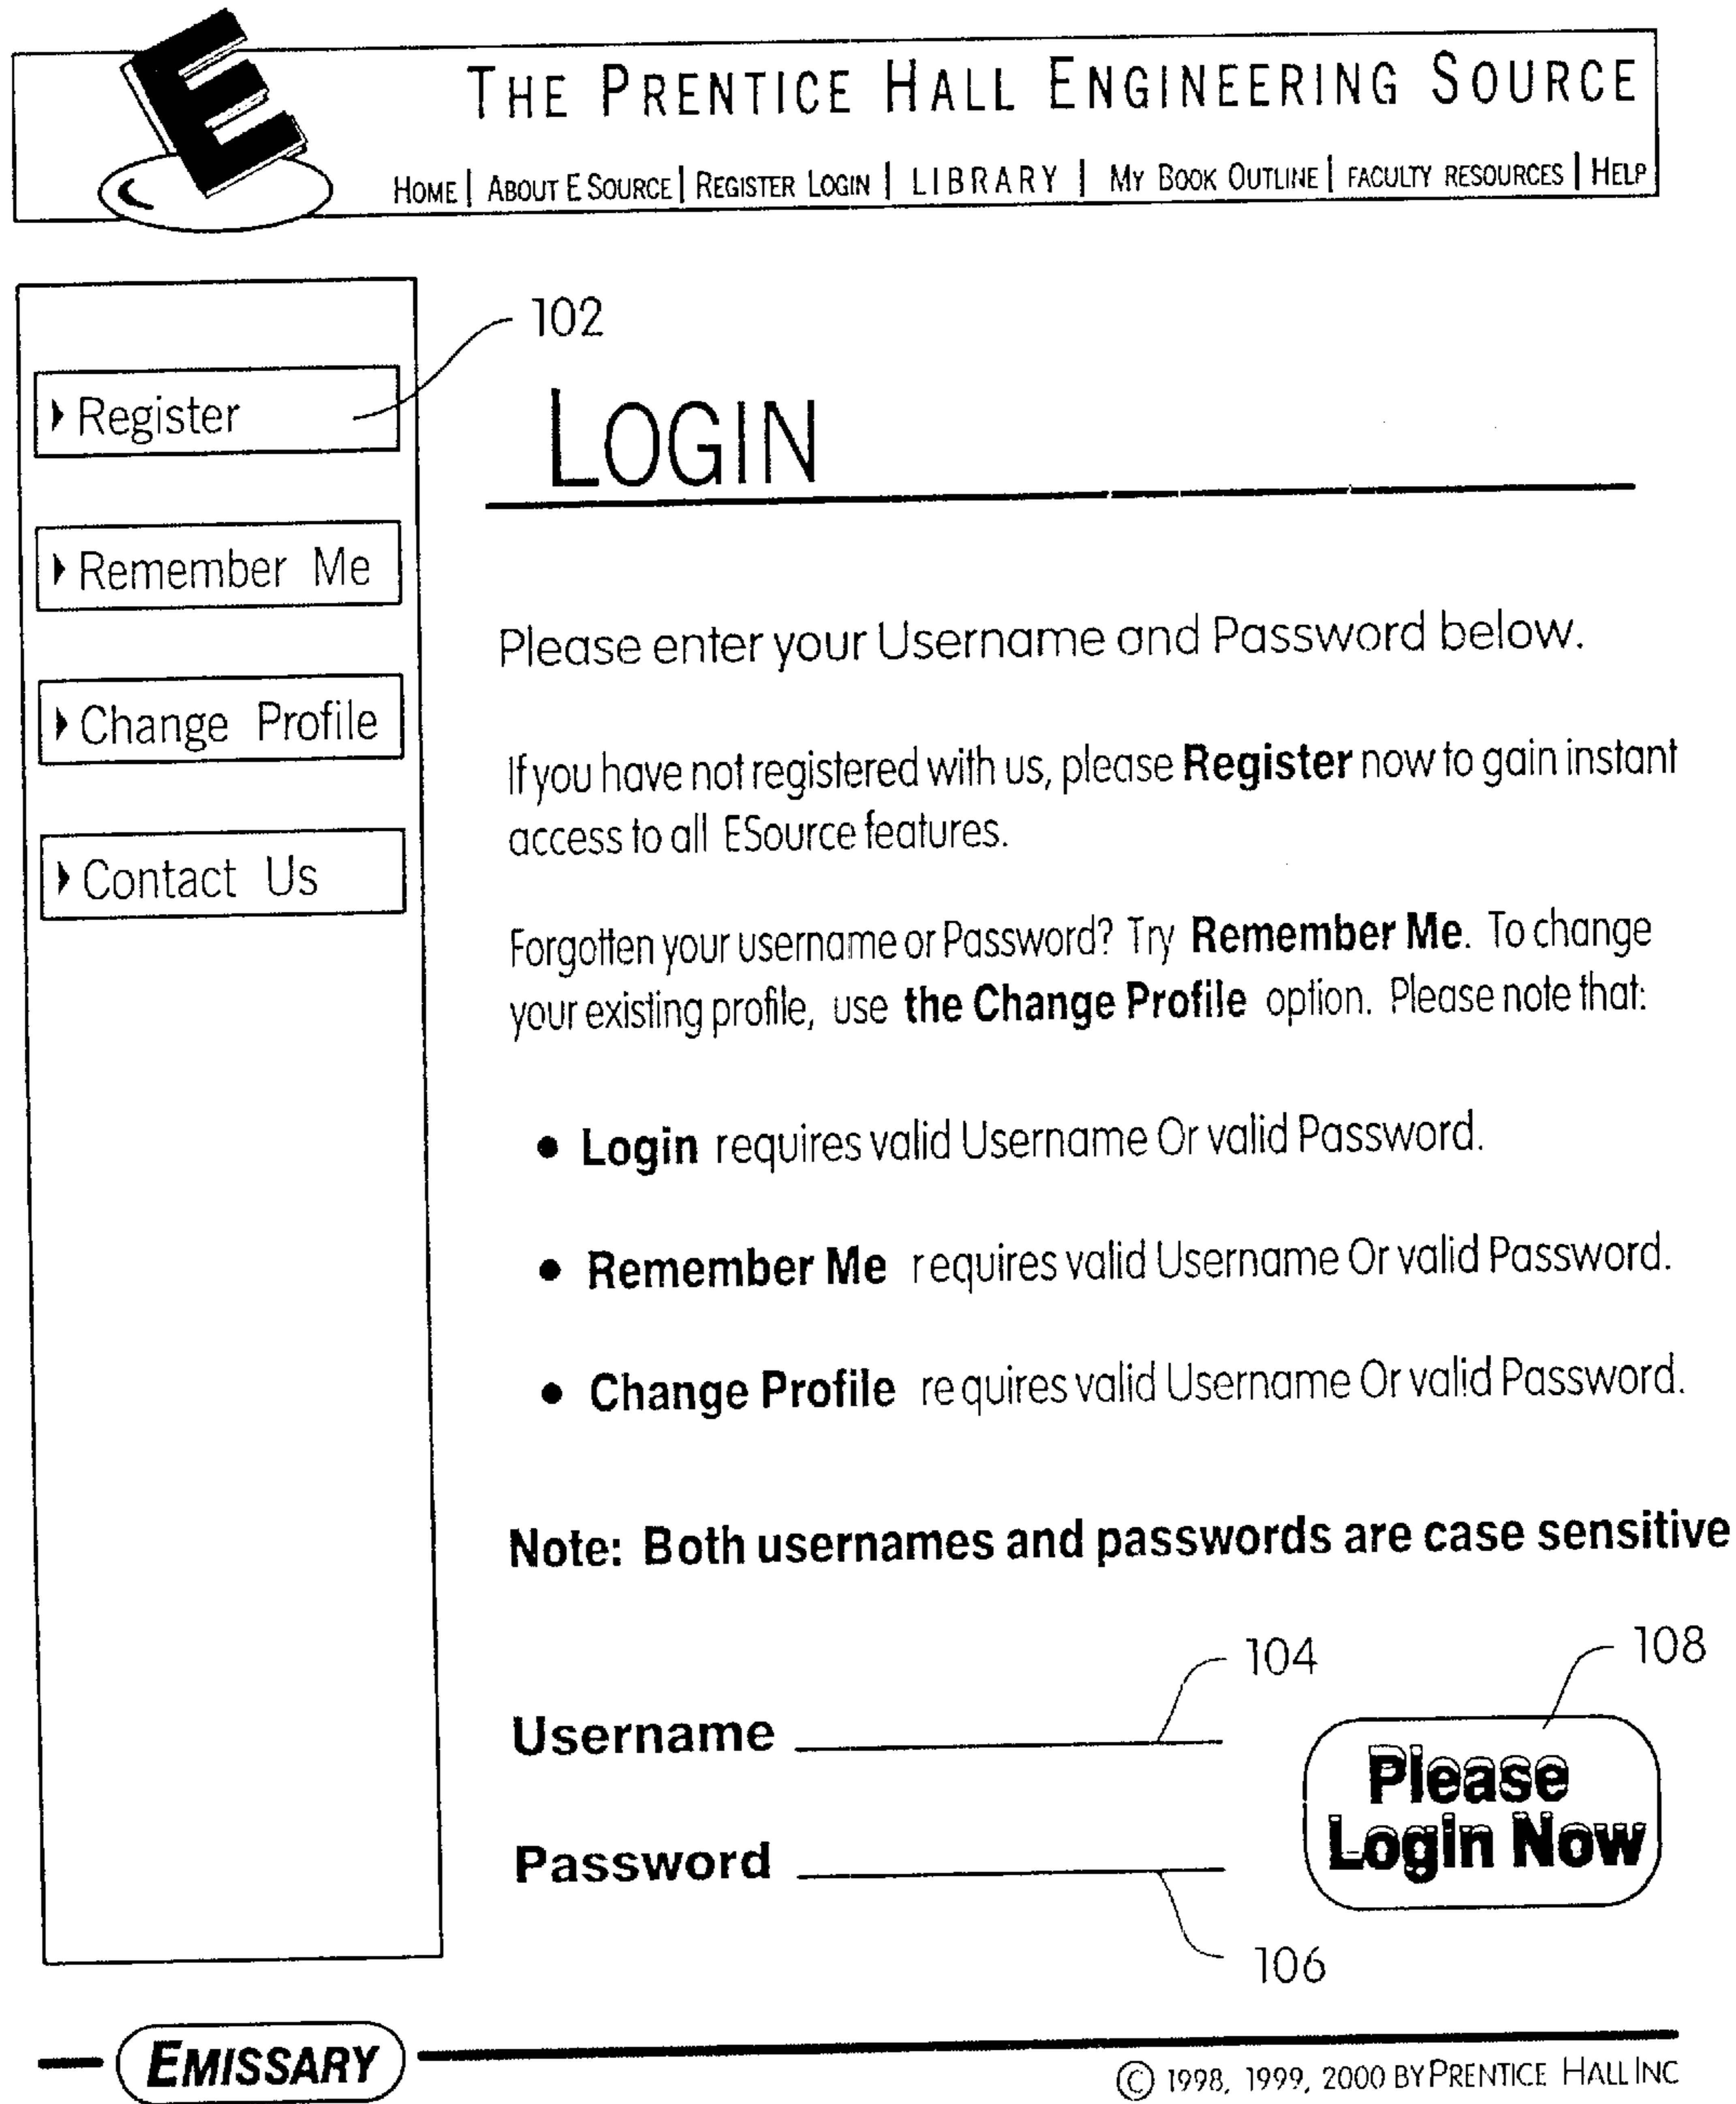 E
THE PRENTICE HALL ENGINEERING SOURCE
HOME | ABOUT E SOURCE | REGISTER LOGIN | LIBRARY | MY BOOK OUTLINE | FACULTY RESOURCES | HELP
102
Register
Remember Me
Change Profile
Contact Us
LOGIN
Please enter your Username and Password below.
If you have not registered with us, please Register now to gain instant
access to all ESource features.
Forgotten your username or Password? Try Remember Me. To change
your existing profile, use the Change Profile option. Please note that:
• Login requires valid Username Or valid Password.
• Remember Me requires valid Username Or valid Password.
• Change Profile requires valid Username Or valid Password.
Note: Both usernames and passwords are case sensitive
104
108
Username
Please
Login Now
Password
106
EMISSARY
© 1998, 1999, 2000 BY PRENTICE HALL INC